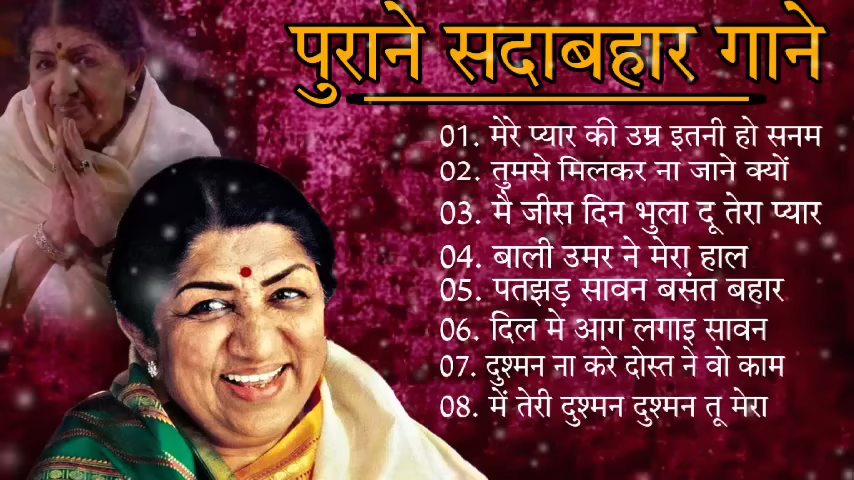 पुराने सदाबहार गाने
01. मेरे प्यार की उम्र इतनी हो सनम
02. तुमसे मिलकर ना जाने क्यों
03. मै जीस दिन भुला दू तेरा प्यार
04. बाली उमर ने मेरा हाल
05. पतझड़ सावन बसंत बहार
06. दिल मे आग लगाइ सावन
07. दुश्मन ना करे दोस्त ने वो काम
08. में तेरी दुश्मन दुश्मन तू मेरा